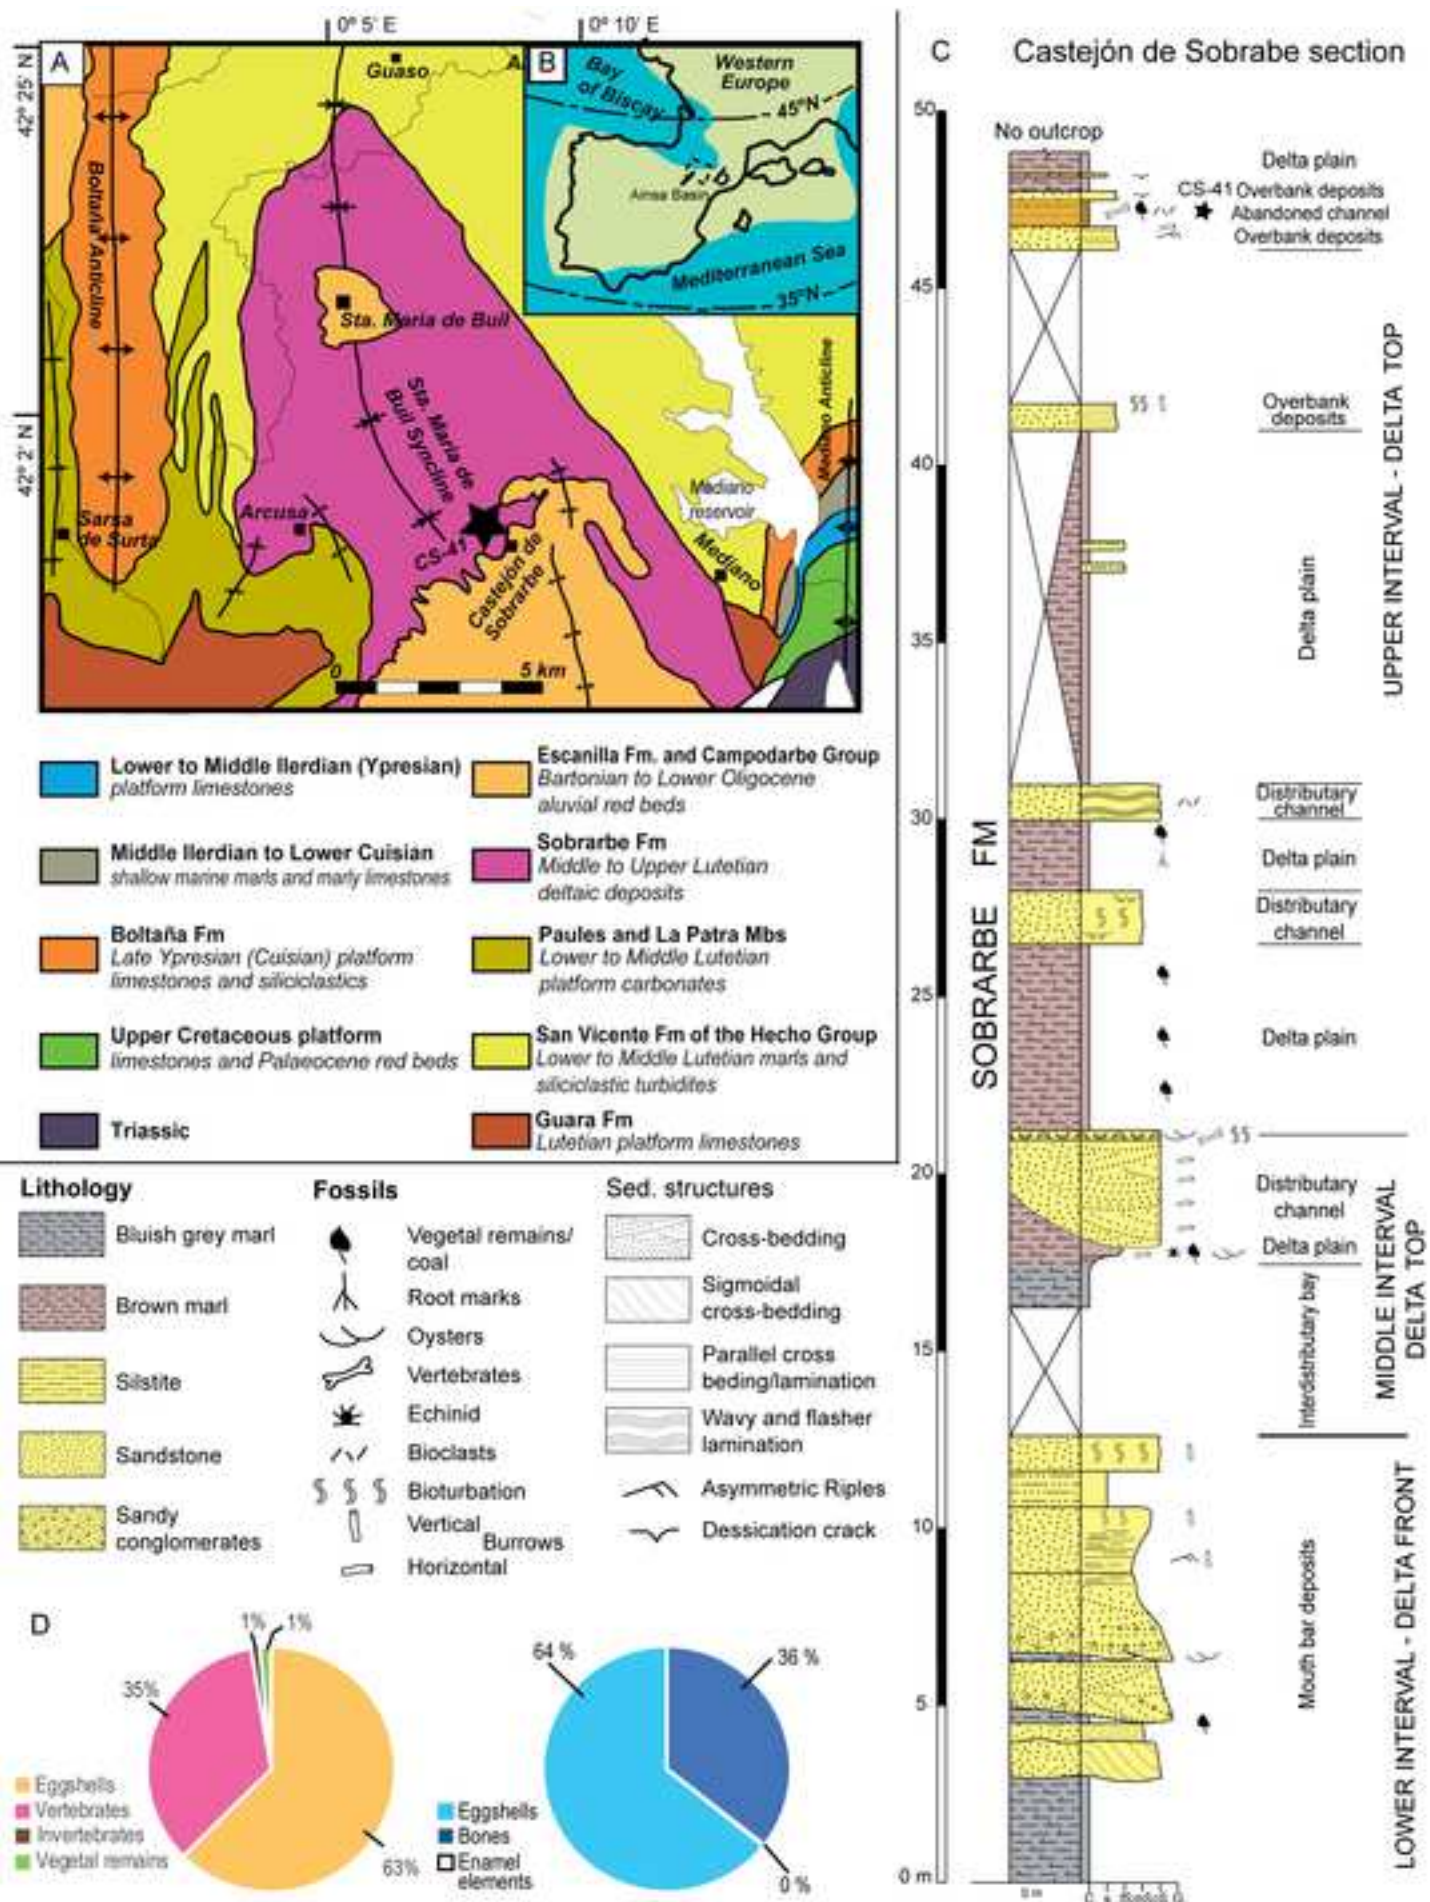 A
0° 5' E
0° 10' E
42° 25' N
42° 2' N
Guaso
A
Boltaña Anticline
Sta. Maria de Buil
Sta. Maria de
Buil Syncline
Arcusa
Sarsa
de Surta
CS-41
Castejón de
Sobrarbe
Mediano
reservoir
Mediano Anticline
Mediano
0
5 km
B
Bay
of Biscay
Western
Europe
45°N
Ainsa Basin
Mediterranean Sea
35°N
Lower to Middle Ilerdian (Ypresian)
platform limestones
Middle Ilerdian to Lower Cuisian
shallow marine marls and marly limestones
Boltaña Fm
Late Ypresian (Cuisian) platform
limestones and siliciclastics
Upper Cretaceous platform
limestones and Palaeocene red beds
Triassic
Escanilla Fm. and Campodarbe Group
Bartonian to Lower Oligocene
aluvial red beds
Sobrarbe Fm
Middle to Upper Lutetian
deltaic deposits
Paules and La Patra Mbs
Lower to Middle Lutetian
platform carbonates
San Vicente Fm of the Hecho Group
Lower to Middle Lutetian marls and
siliciclastic turbidites
Guara Fm
Lutetian platform limestones
Lithology
Bluish grey marl
Brown marl
Silstite
Sandstone
Sandy
conglomerates
Fossils
Vegetal remains/
coal
Root marks
Oysters
Vertebrates
Echinid
Bioclasts
Bioturbation
Vertical
Burrows
Horizontal
Sed. structures
Cross-bedding
Sigmoidal
cross-bedding
Parallel cross
beding/lamination
Wavy and flasher
lamination
Asymmetric Riples
Dessication crack
D
1%
1%
35%
63%
Eggshells
Vertebrates
Invertebrates
Vegetal remains
64 %
36 %
0 %
Eggshells
Bones
Enamel
elements
C
Castejón de Sobrabe section
50
45
40
35
30
25
20
15
10
5
0 m
SOBRARBE FM
No outcrop
Delta plain
CS-41 Overbank deposits
Abandoned channel
Overbank deposits
Overbank
deposits
Delta plain
Distributary
channel
Delta plain
Distributary
channel
Delta plain
Distributary
channel
Delta plain
Interdistributary bay
Mouth bar deposits
UPPER INTERVAL - DELTA TOP
MIDDLE INTERVAL
DELTA TOP
LOWER INTERVAL - DELTA FRONT